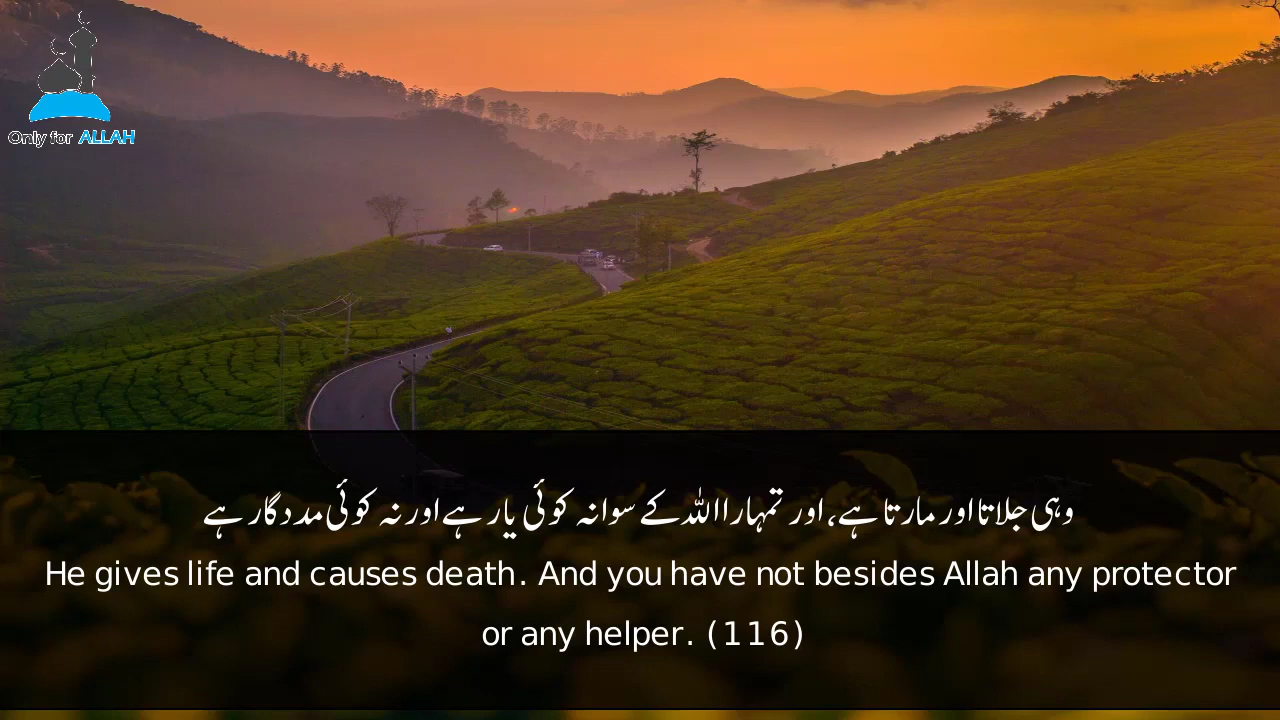 Only for ALLAH
وہی جلاتا اور مارتا ہے، اور تمہارا اللہ کے سوا نہ کوئی یار ہے اور نہ کوئی مددگار ہے
He gives life and causes death. And you have not besides Allah any protector
or any helper. (116)